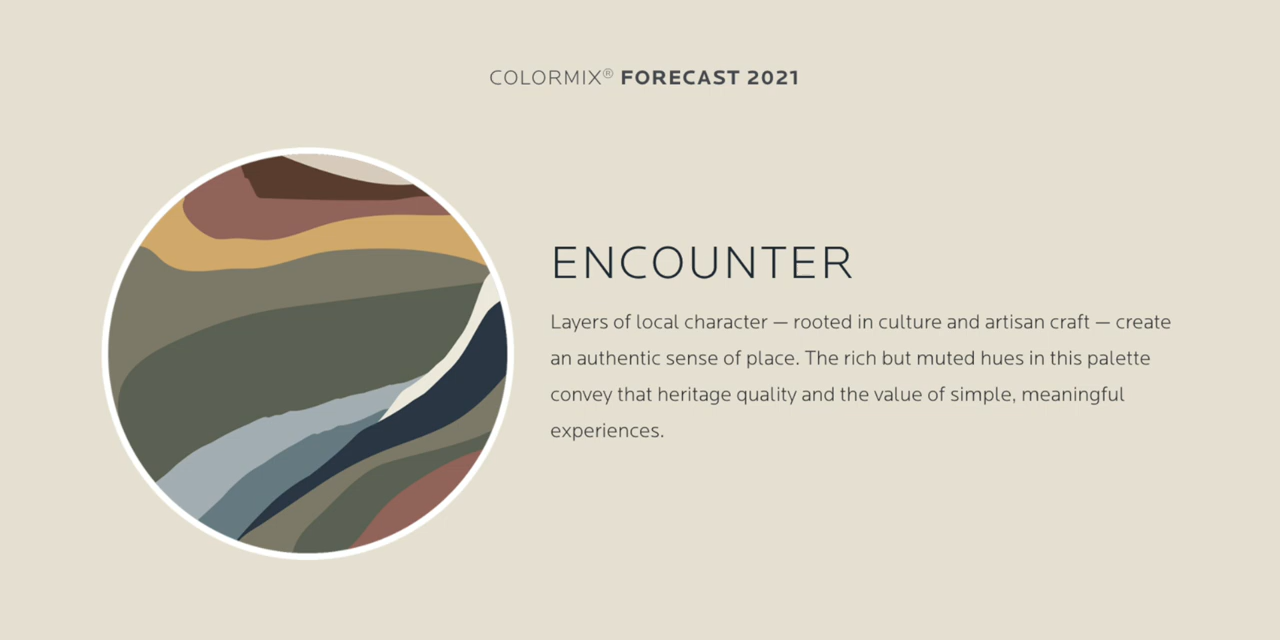 COLORMIX® FORECAST 2021
ENCOUNTER
Layers of local character — rooted in culture and artisan craft — create
an authentic sense of place. The rich but muted hues in this palette
convey that heritage quality and the value of simple, meaningful
experiences.